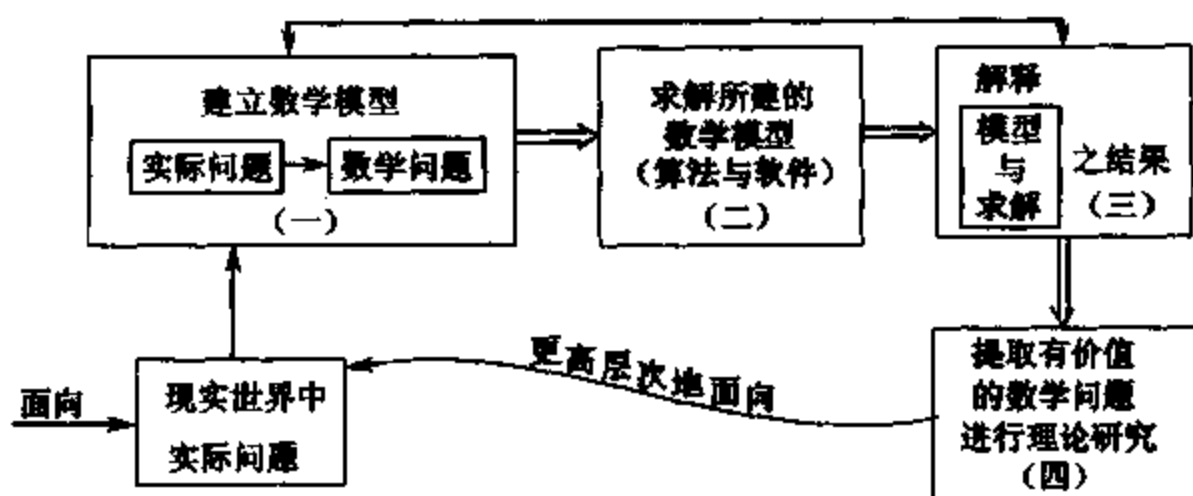 建立数学模型
实际问题
数学问题
(一)
求解所建的
数学模型
(算法与软件)
(二)
解释
模型
与
求解
之结果
(三)
面向
现实世界中
实际问题
更高层次地面向
提取有价值
的数学问题
进行理论研究
(四)